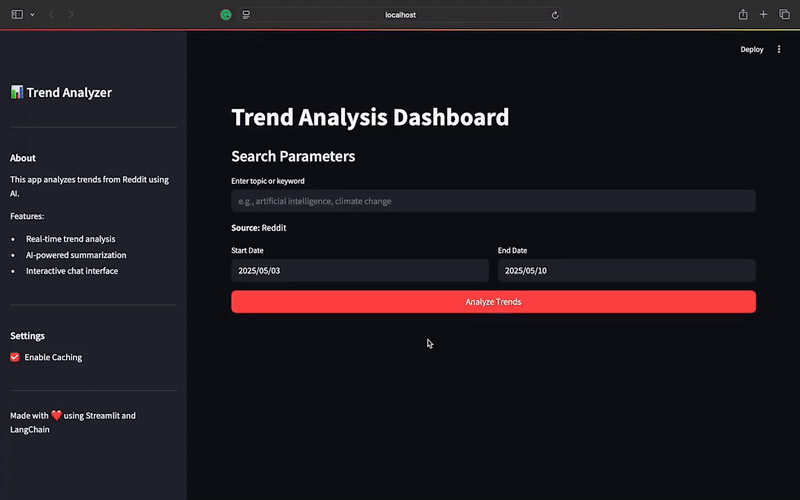 localhost
Deploy
📊 Trend Analyzer
About
This app analyzes trends from Reddit using
AI.
Features:
• Real-time trend analysis
• AI-powered summarization
• Interactive chat interface
Settings
Enable Caching
Made with ❤️ using Streamlit and
LangChain
Trend Analysis Dashboard
Search Parameters
Enter topic or keyword
e.g., artificial intelligence, climate change
Source: Reddit
Start Date
End Date
2025/05/03
2025/05/10
Analyze Trends